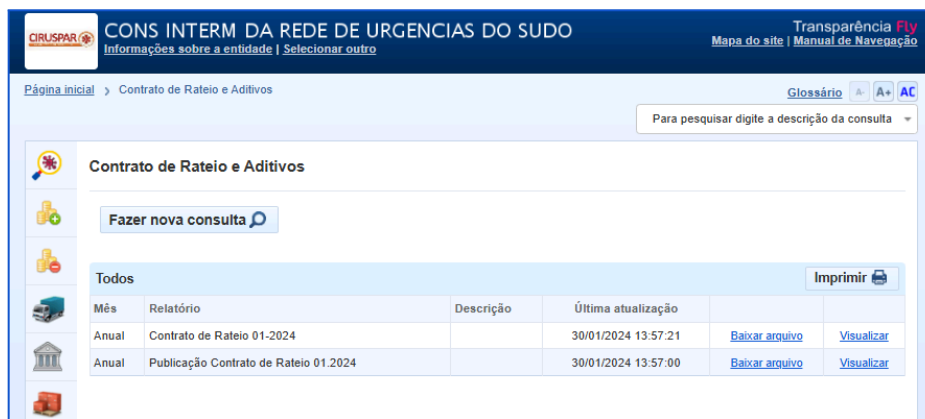 CIRUSPAR
CONS INTERM DA REDE DE URGENCIAS DO SUDO
Informações sobre a entidade | Selecionar outro
Transparência Fly
Mapa do site | Manual de Navegação
Página inicial > Contrato de Rateio e Aditivos
Glossário A- A+ AC
Para pesquisar digite a descrição da consulta
Contrato de Rateio e Aditivos
Fazer nova consulta
Todos Imprimir
Mês Relatório Descrição Última atualização
Anual Contrato de Rateio 01-2024 30/01/2024 13:57:21 Baixar arquivo Visualizar
Anual Publicação Contrato de Rateio 01.2024 30/01/2024 13:57:00 Baixar arquivo Visualizar